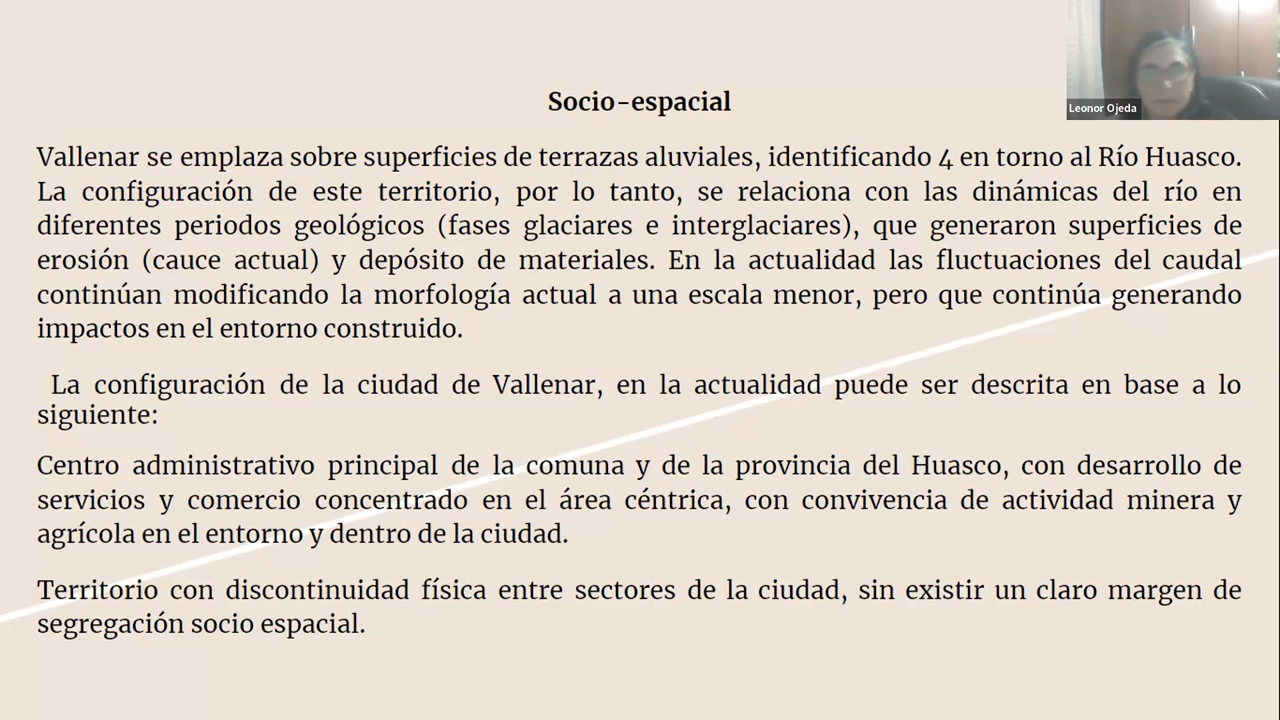 Socio-espacial
Leonor Ojeda
Vallenar se emplaza sobre superficies de terrazas aluviales, identificando 4 en torno al Río Huasco.
La configuración de este territorio, por lo tanto, se relaciona con las dinámicas del río en
diferentes periodos geológicos (fases glaciares e interglaciares), que generaron superficies de
erosión (cauce actual) y depósito de materiales. En la actualidad las fluctuaciones del caudal
continúan modificando la morfología actual a una escala menor, pero que continúa generando
impactos en el entorno construido.
La configuración de la ciudad de Vallenar, en la actualidad puede ser descrita en base a lo
siguiente:
Centro administrativo principal de la comuna y de la provincia del Huasco, con desarrollo de
servicios y comercio concentrado en el área céntrica, con convivencia de actividad minera y
agrícola en el entorno y dentro de la ciudad.
Territorio con discontinuidad física entre sectores de la ciudad, sin existir un claro margen de
segregación socio espacial.